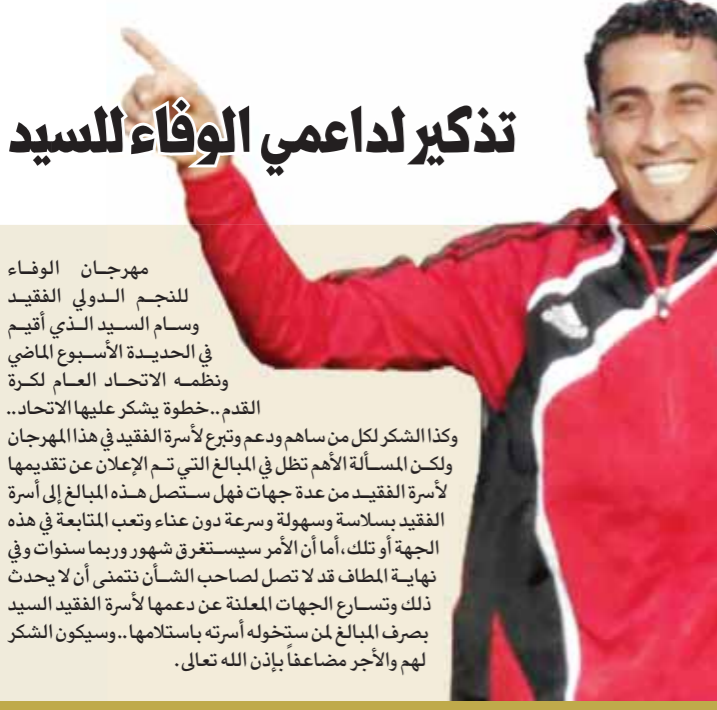 تذكير لداعمي الوفاء للسيد
مهرجان الوفاء
للنجم الدولي الفقيد
وسام السيد الذي أقيم
في الحديدة الأسبوع الماضي
ونظمه الاتحاد العام لكرة
القدم..خطوة يشكر عليها الاتحاد..
وكذا الشكر لكل من ساهم ودعم وتبرع لأسرة الفقيد في هذا المهرجان
ولكن المسألة الأهم تظل في المبالغ التي تم الإعلان عن تقديمها
لأسرة الفقيد من عدة جهات فهل ستصل هذه المبالغ إلى أسرة
الفقيد بسلاسة وسهولة وسرعة دون عناء وتعب المتابعة في هذه
الجهة أو تلك،أما أن الأمر سيستغرق شهور وربما سنوات وفي
نهاية المطاف قد لا تصل لصاحب الشأن نتمنى أن لا يحدث
ذلك وتسارع الجهات المعلنة عن دعمها لأسرة الفقيد السيد
بصرف المبالغ لمن ستخوله أسرته باستلامها..وسيكون الشكر
لهم والأجر مضاعفاً بإذن الله تعالى.